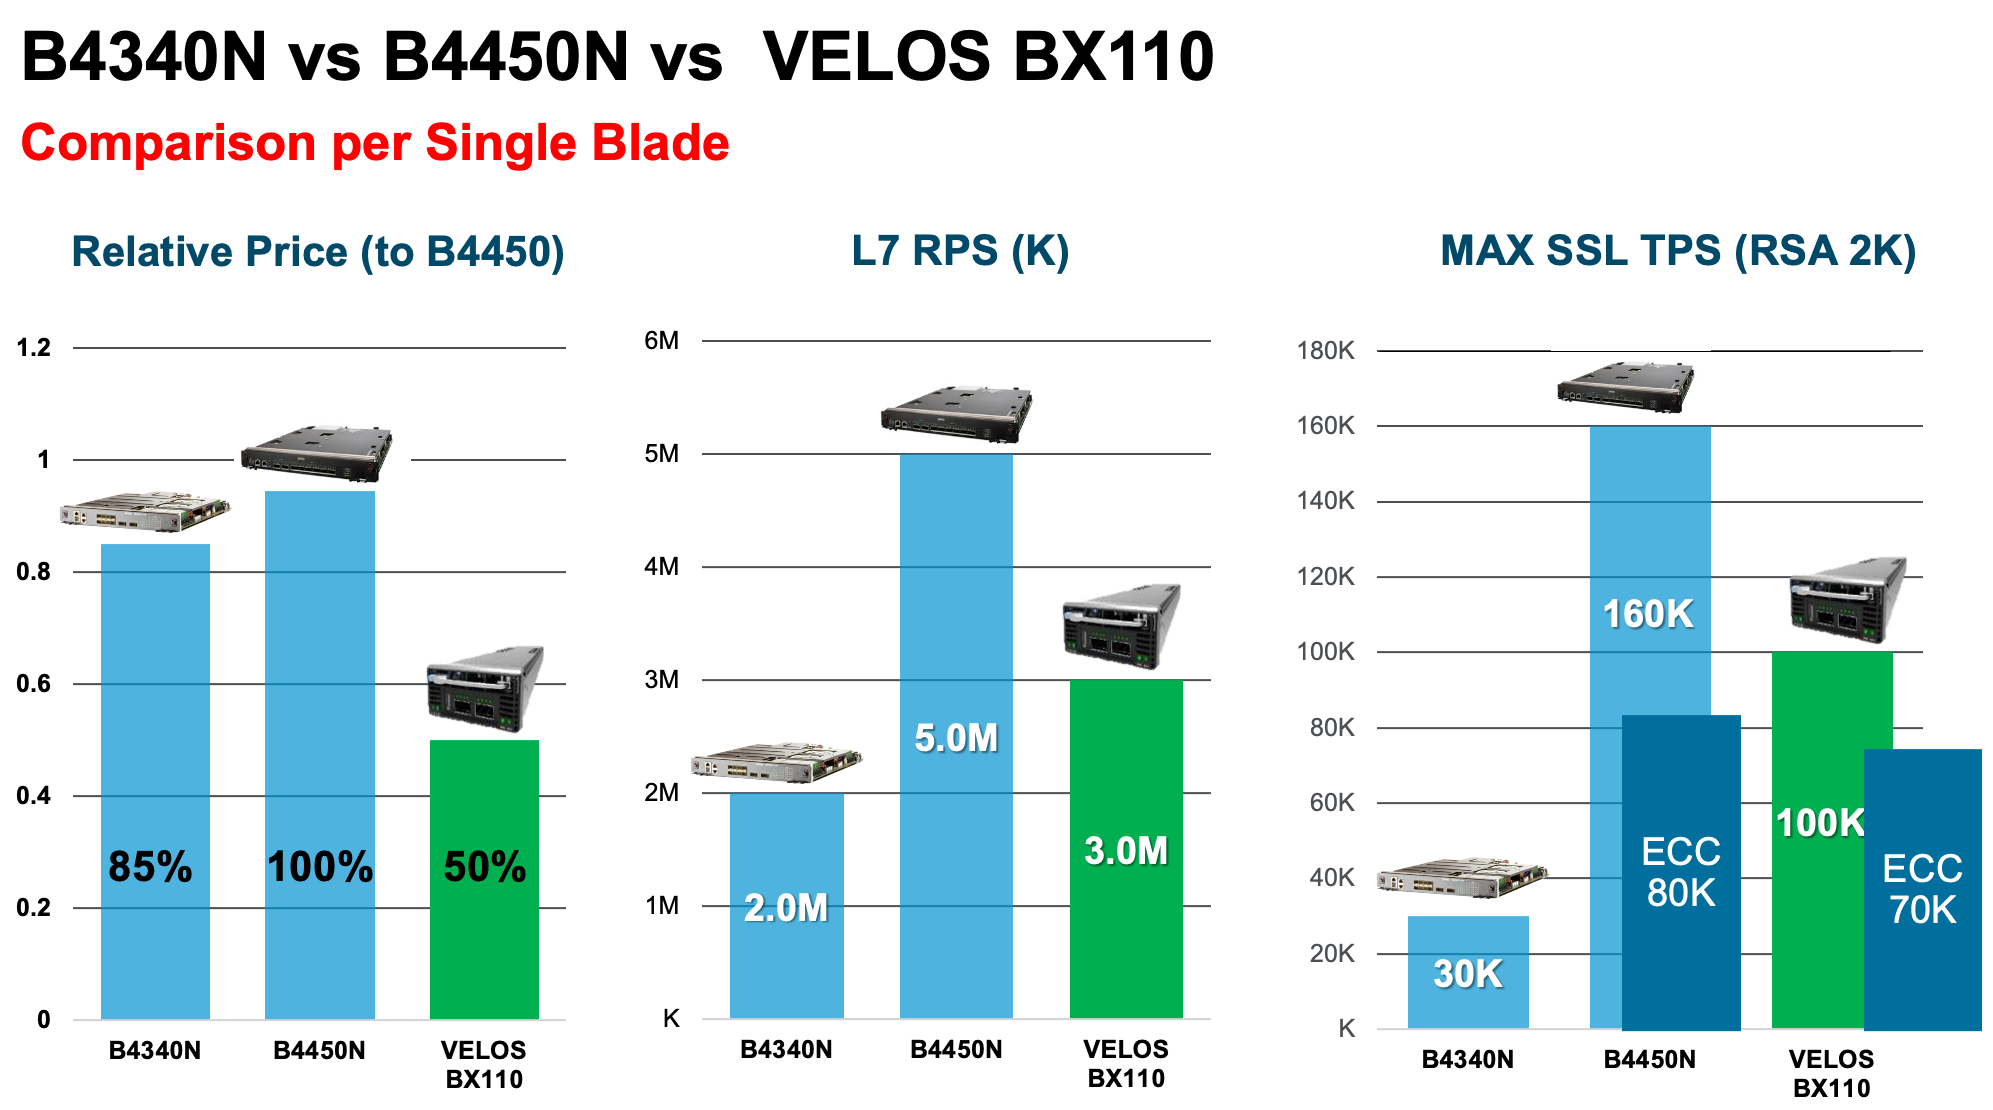 B4340N vs B4450N vs  VELOS BX110
Comparison per Single Blade
Relative Price (to B4450)
1.2
1
0.8
0.6
0.4
0.2
0
85%
100%
50%
B4340N
B4450N
VELOS
BX110
L7 RPS (K)
6M
5M
4M
3M
2M
1M
K
2.0M
5.0M
3.0M
B4340N
B4450N
VELOS
BX110
MAX SSL TPS (RSA 2K)
180K
160K
140K
120K
100K
80K
60K
40K
20K
K
30K
160K
ECC
80K
100K
ECC
70K
B4340N
B4450N
VELOS
BX110